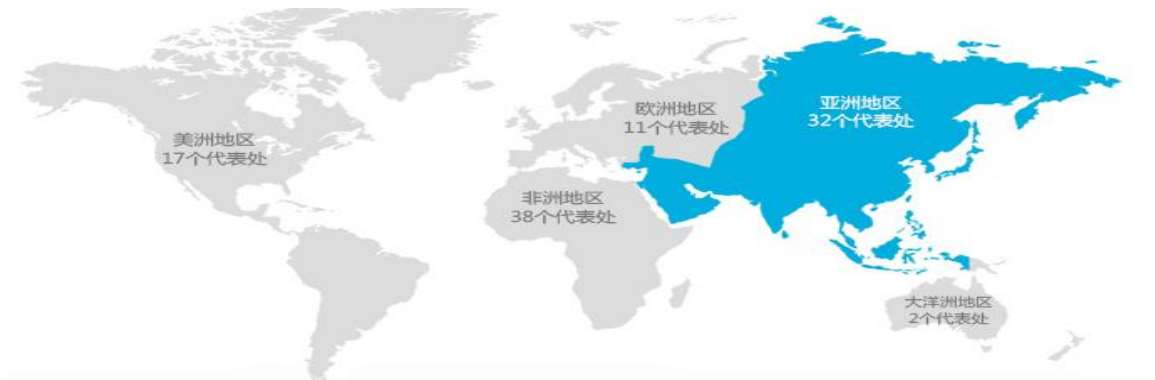 美洲地区
17个代表处
欧洲地区
11个代表处
亚洲地区
32个代表处
非洲地区
38个代表处
大洋洲地区
2个代表处